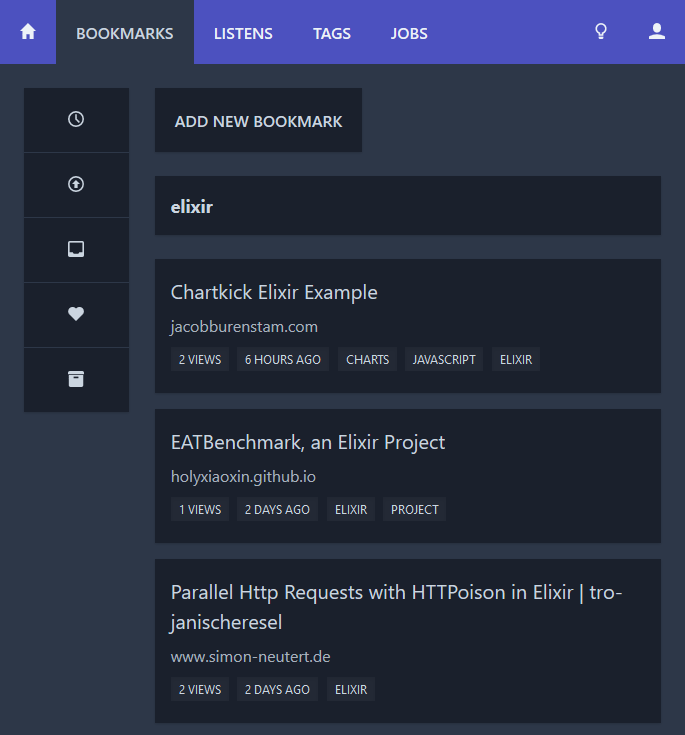 BOOKMARKS LISTENS TAGS JOBS
ADD NEW BOOKMARK
elixir
Chartkick Elixir Example
jacobburenstam.com
2 VIEWS 6 HOURS AGO CHARTS JAVASCRIPT ELIXIR
EATBenchmark, an Elixir Project
holyxiaoxin.github.io
1 VIEWS 2 DAYS AGO ELIXIR PROJECT
Parallel Http Requests with HTTPoison in Elixir | tro-
janischeresel
www.simon-neutert.de
2 VIEWS 2 DAYS AGO ELIXIR